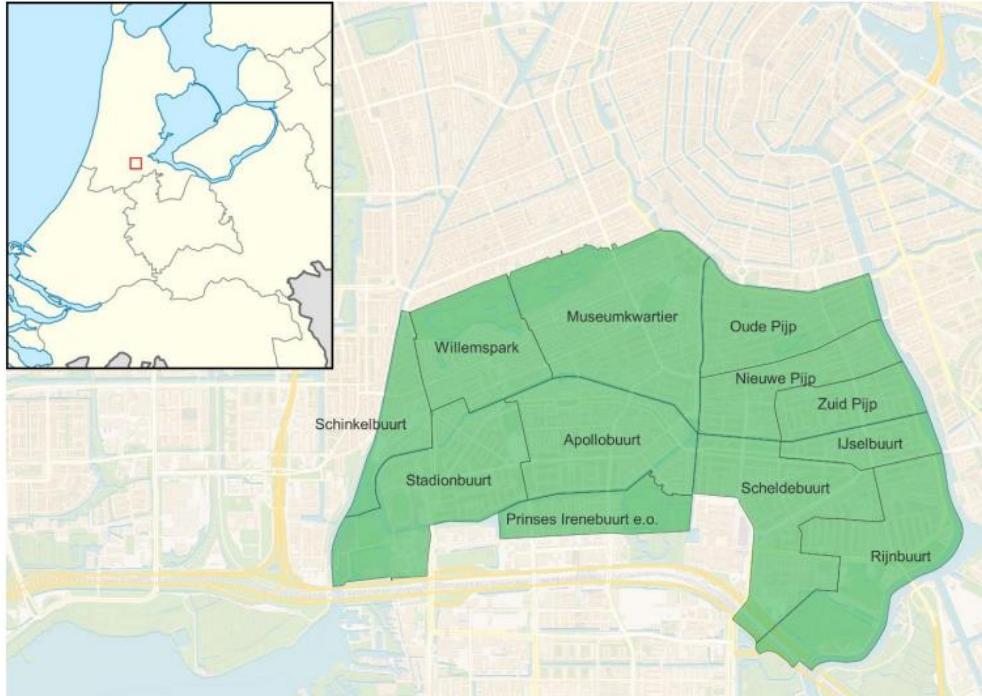 Museumkwartier
Oude Pijp
Willemspark
Nieuwe Pijp
Zuid Pijp
Schinkelbuurt
Apollobuurt
IJselbuurt
Stadionbuurt
Scheldebuurt
Prinses Irenebuurt e.o.
Rijnbuurt